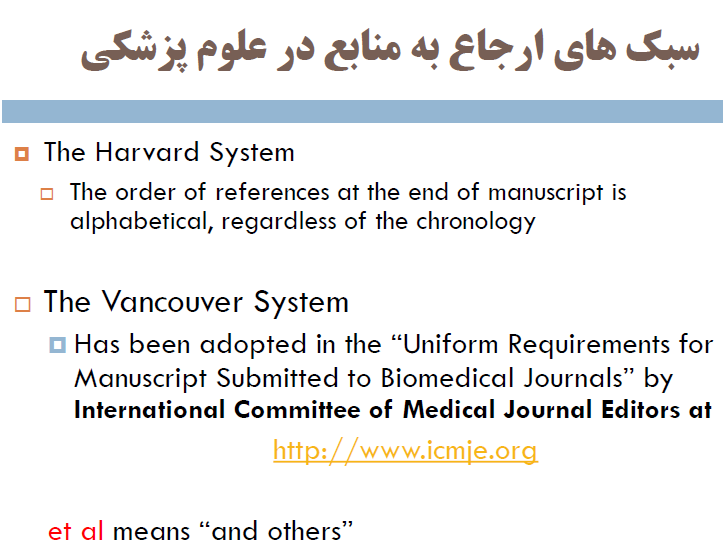 سبک های ارجاع به منابع در علوم پزشکی
The Harvard System
The order of references at the end of manuscript is
alphabetical, regardless of the chronology
The Vancouver System
Has been adopted in the “Uniform Requirements for
Manuscript Submitted to Biomedical Journals” by
International Committee of Medical Journal Editors at
http://www.icmje.org
et al means “and others”